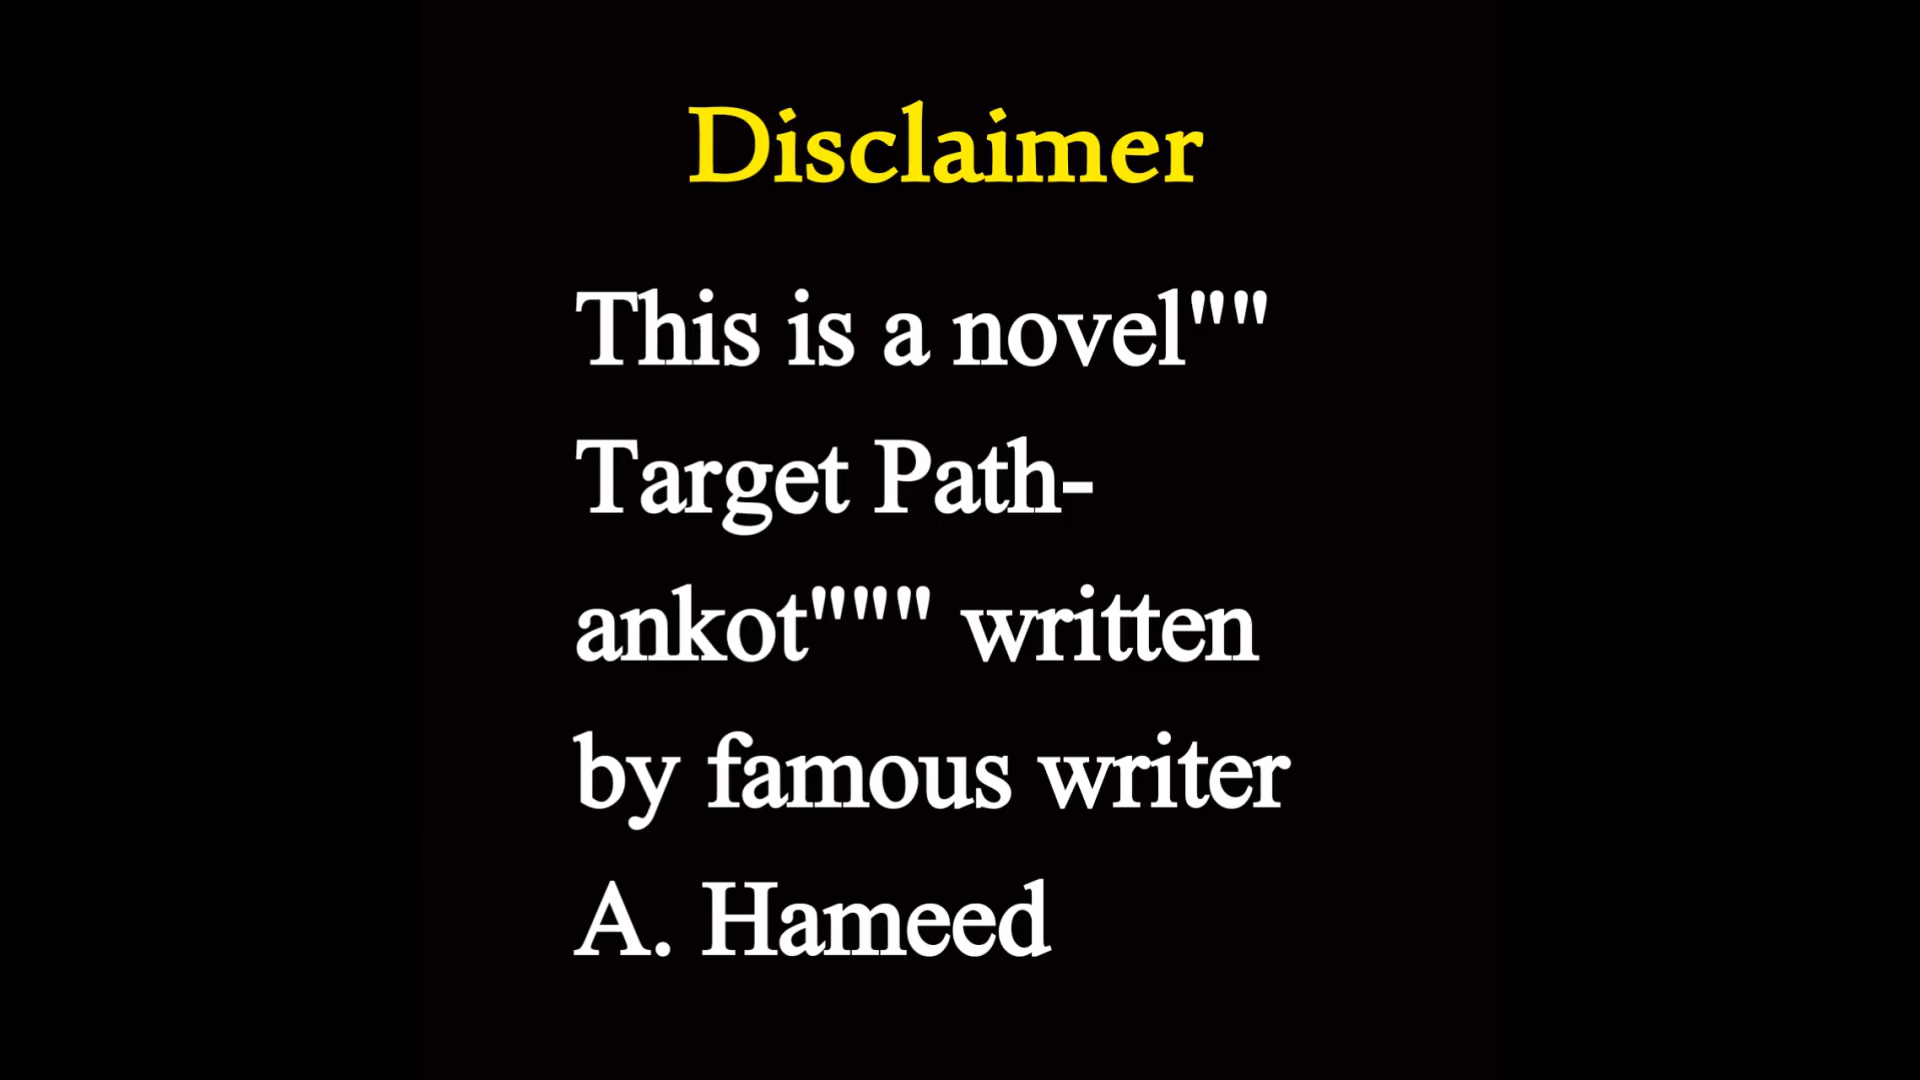 Disclaimer
This is a novel""
Target Path-
ankot""" written
by famous writer
A. Hameed